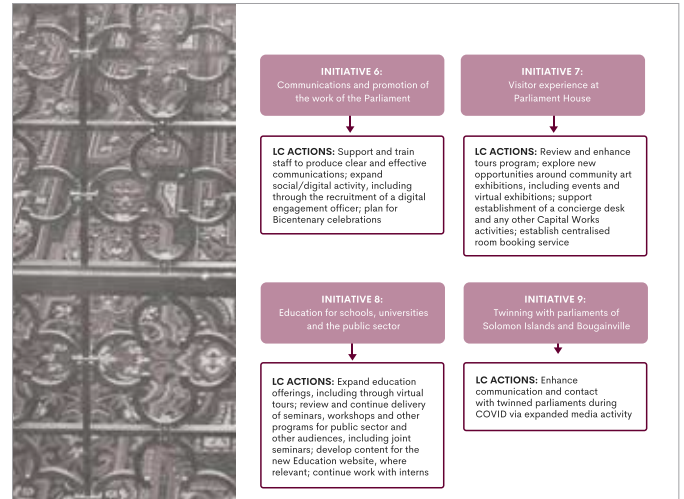 INITIATIVE 6:
Communications and promotion of
the work of the Parliament
LC ACTIONS: Support and train
staff to produce clear and effective
communications; expand
social/digital activity, including
through the recruitment of a digital
engagement officer; plan for
Bicentenary celebrations
INITIATIVE 7:
Visitor experience at
Parliament House
LC ACTIONS: Review and enhance
tours program; explore new
opportunities around community art
exhibitions, including events and
virtual exhibitions; support
establishment of a concierge desk
and any other Capital Works
activities; establish centralised
room booking service
INITIATIVE 8:
Education for schools, universities
and the public sector
LC ACTIONS: Expand education
offerings, including through virtual
tours; review and continue delivery
of seminars, workshops and other
programs for public sector and
other audiences, including joint
seminars; develop content for the
new Education website, where
relevant; continue work with interns
INITIATIVE 9:
Twinning with parliaments of
Solomon Islands and Bougainville
LC ACTIONS: Enhance
communication and contact
with twinned parliaments during
COVID via expanded media activity